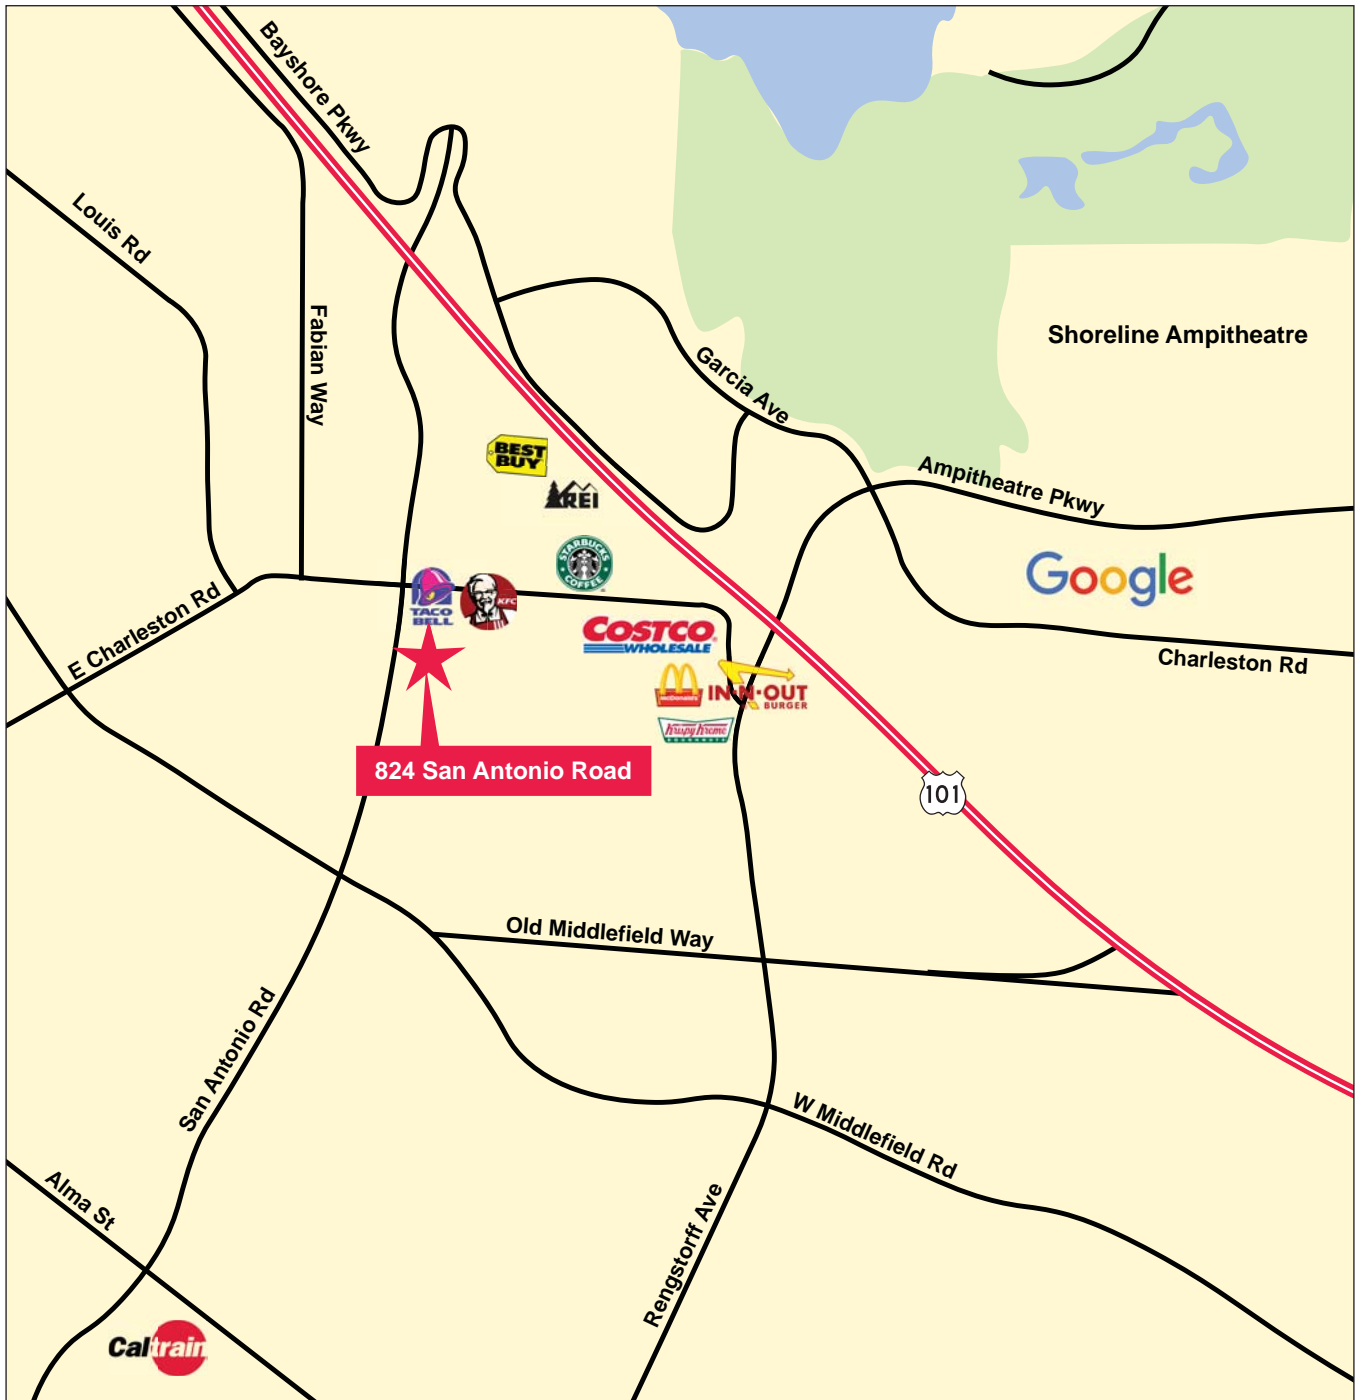 Bayshore Pkwy
Louis Rd
Fabian Way
Shoreline Ampitheatre
Garcia Ave
BEST
BUY
REI
Ampitheatre Pkwy
STARBUCKS
COFFEE
Google
TACO
BELL
KFC
E Charleston Rd
COSTCO
WHOLESALE
Charleston Rd
McDonald's
IN-N-OUT
BURGER
Krispy Kreme
DOUGHNUTS
824 San Antonio Road
101
Old Middlefield Way
San Antonio Rd
W Middlefield Rd
Alma St
Rengstorff Ave
Caltrain